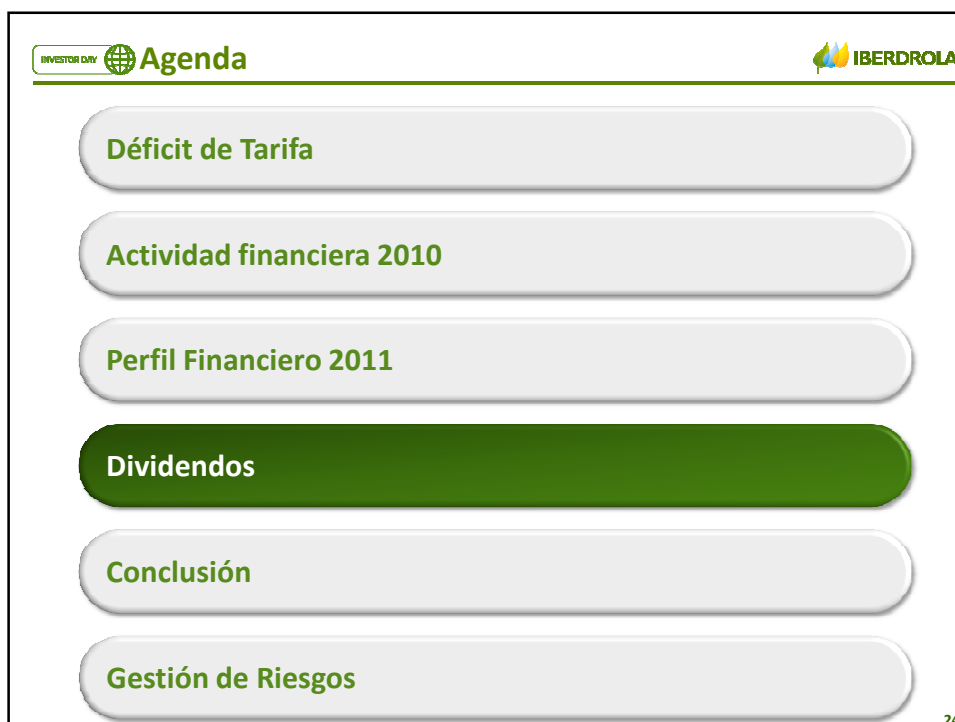 INVESTOR DAY Agenda IBERDROLA
Déficit de Tarifa
Actividad financiera 2010
Perfil Financiero 2011
Dividendos
Conclusión
Gestión de Riesgos